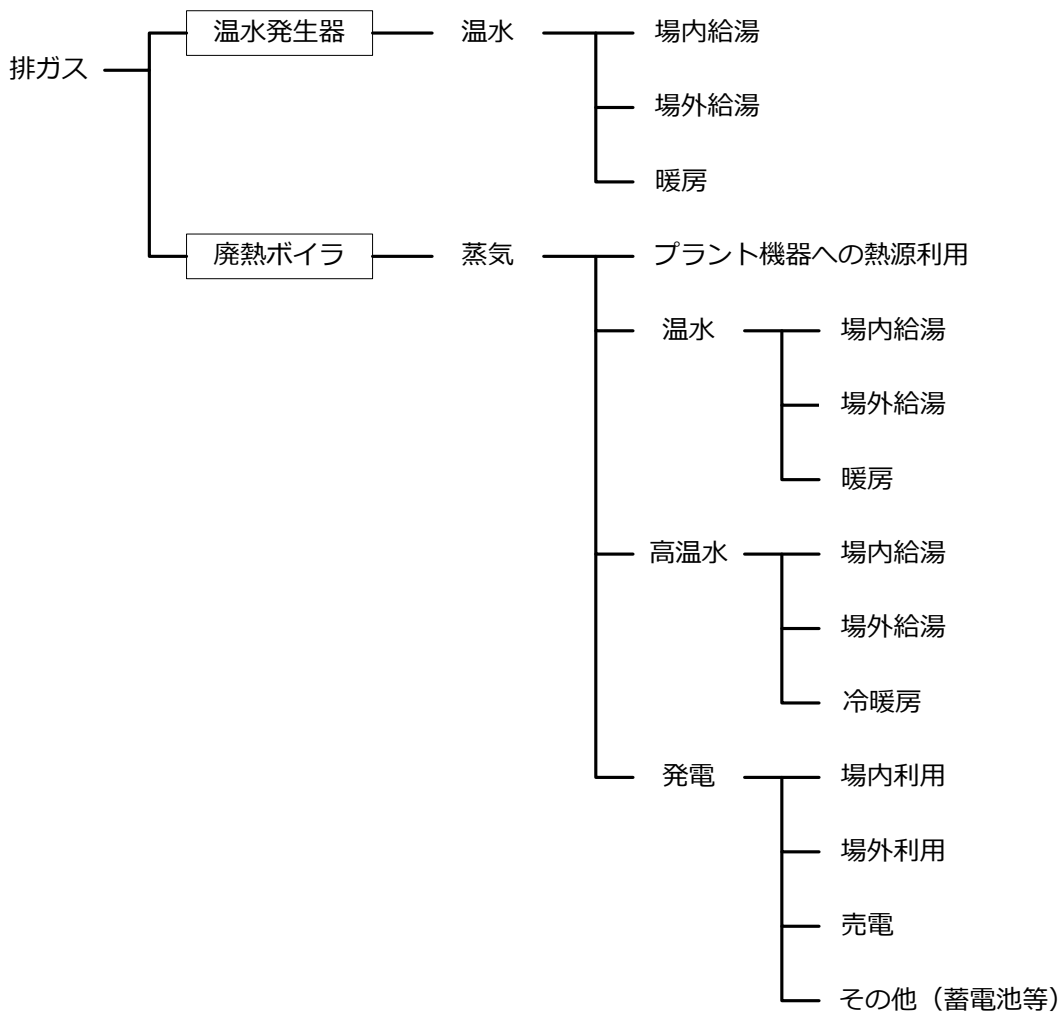 排ガス
温水発生器
温水
場内給湯
場外給湯
暖房
廃熱ボイラ
蒸気
プラント機器への熱源利用
温水
場内給湯
場外給湯
暖房
高温水
場内給湯
場外給湯
冷暖房
発電
場内利用
場外利用
売電
その他（蓄電池等）